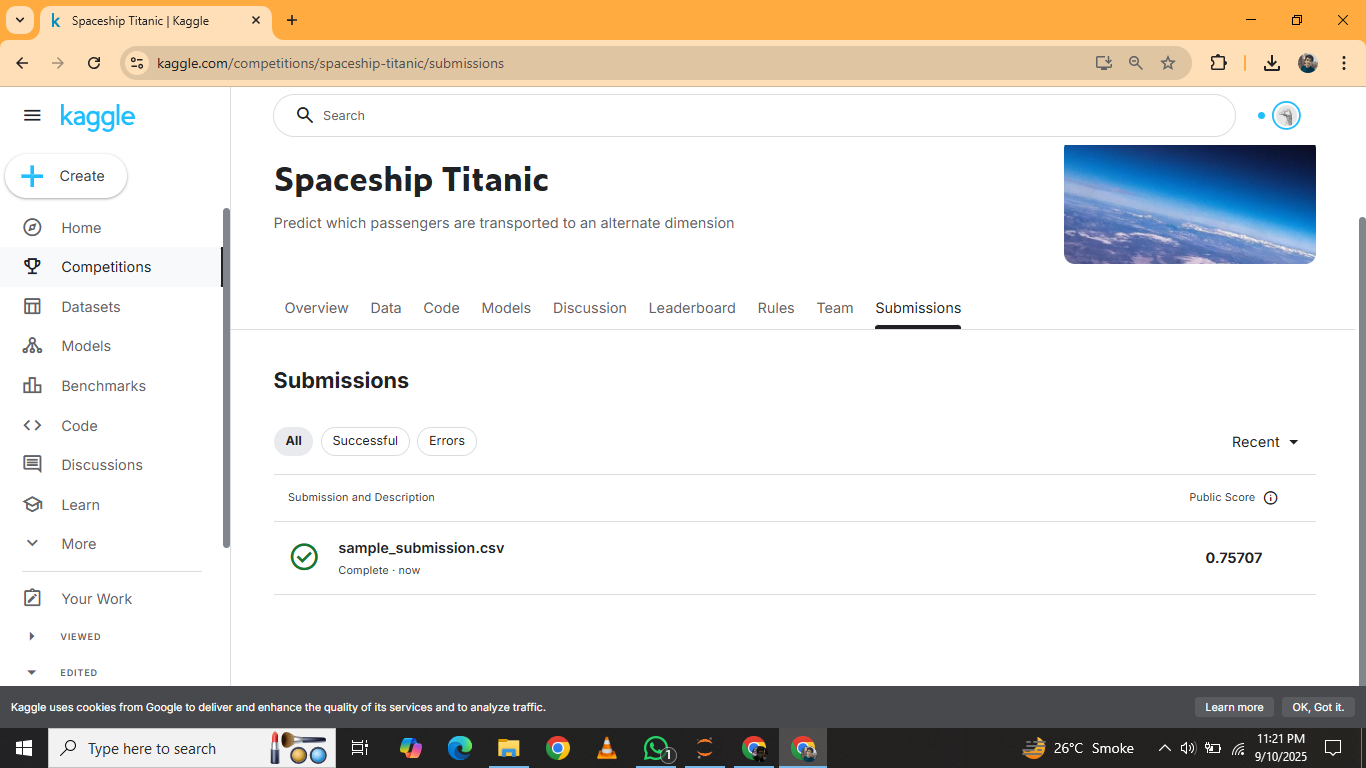 Spaceship Titanic | Kaggle
kaggle.com/competitions/spaceship-titanic/submissions
kaggle
Search
Create
Home
Competitions
Datasets
Models
Benchmarks
Code
Discussions
Learn
More
Your Work
VIEWED
EDITED
Spaceship Titanic
Predict which passengers are transported to an alternate dimension
Overview Data Code Models Discussion Leaderboard Rules Team Submissions
Submissions
All Successful Errors Recent
Submission and Description Public Score
sample_submission.csv 0.75707
Complete · now
Kaggle uses cookies from Google to deliver and enhance the quality of its services and to analyze traffic. Learn more OK, Got it.
Type here to search
1
26°C Smoke
11:21 PM
9/10/2025